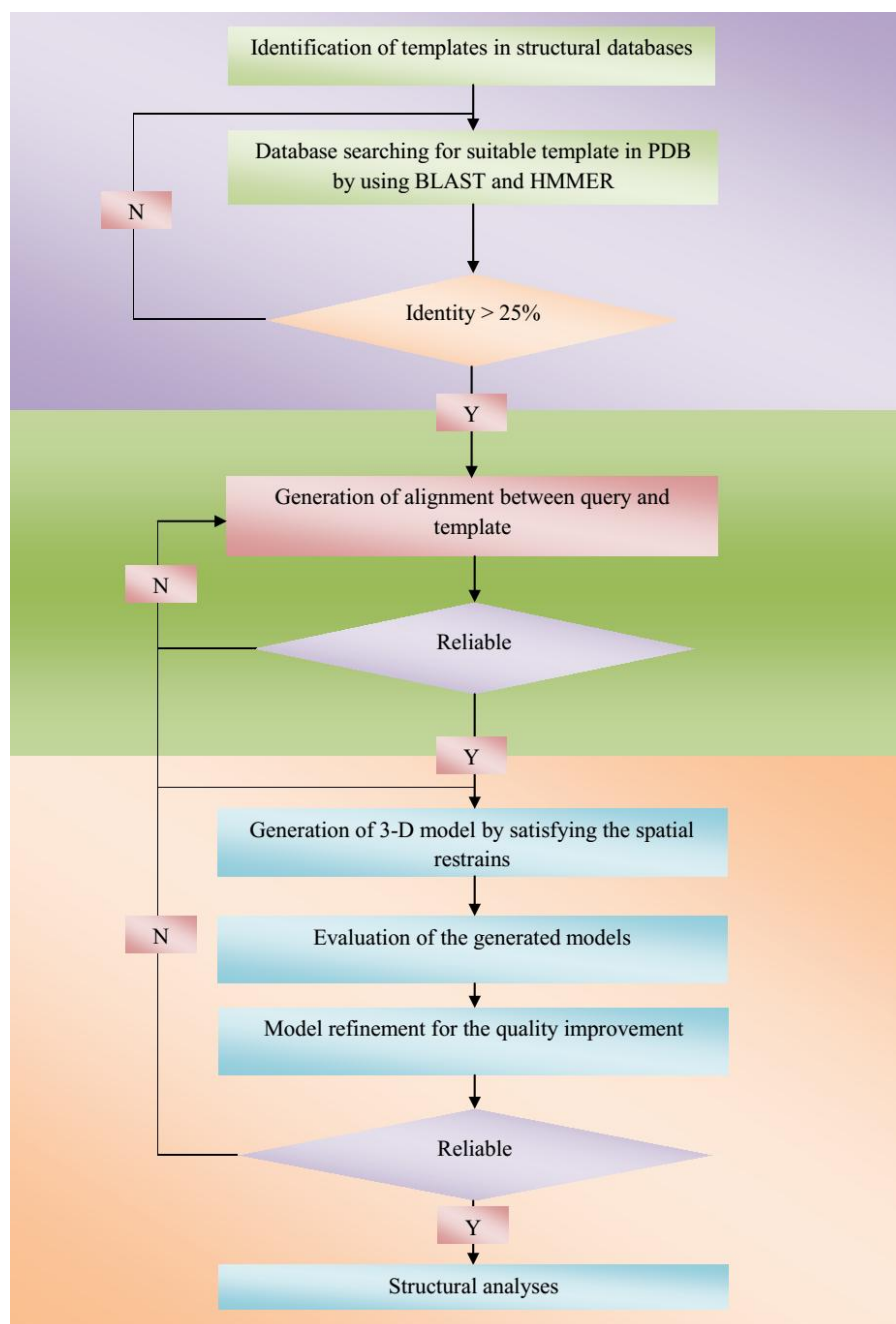 Identification of templates in structural databases
Database searching for suitable template in PDB
by using BLAST and HMMER
N
Identity > 25%
Y
Generation of alignment between query and
template
N
Reliable
Y
Generation of 3-D model by satisfying the spatial
restrains
N
Evaluation of the generated models
Model refinement for the quality improvement
Reliable
Y
Structural analyses